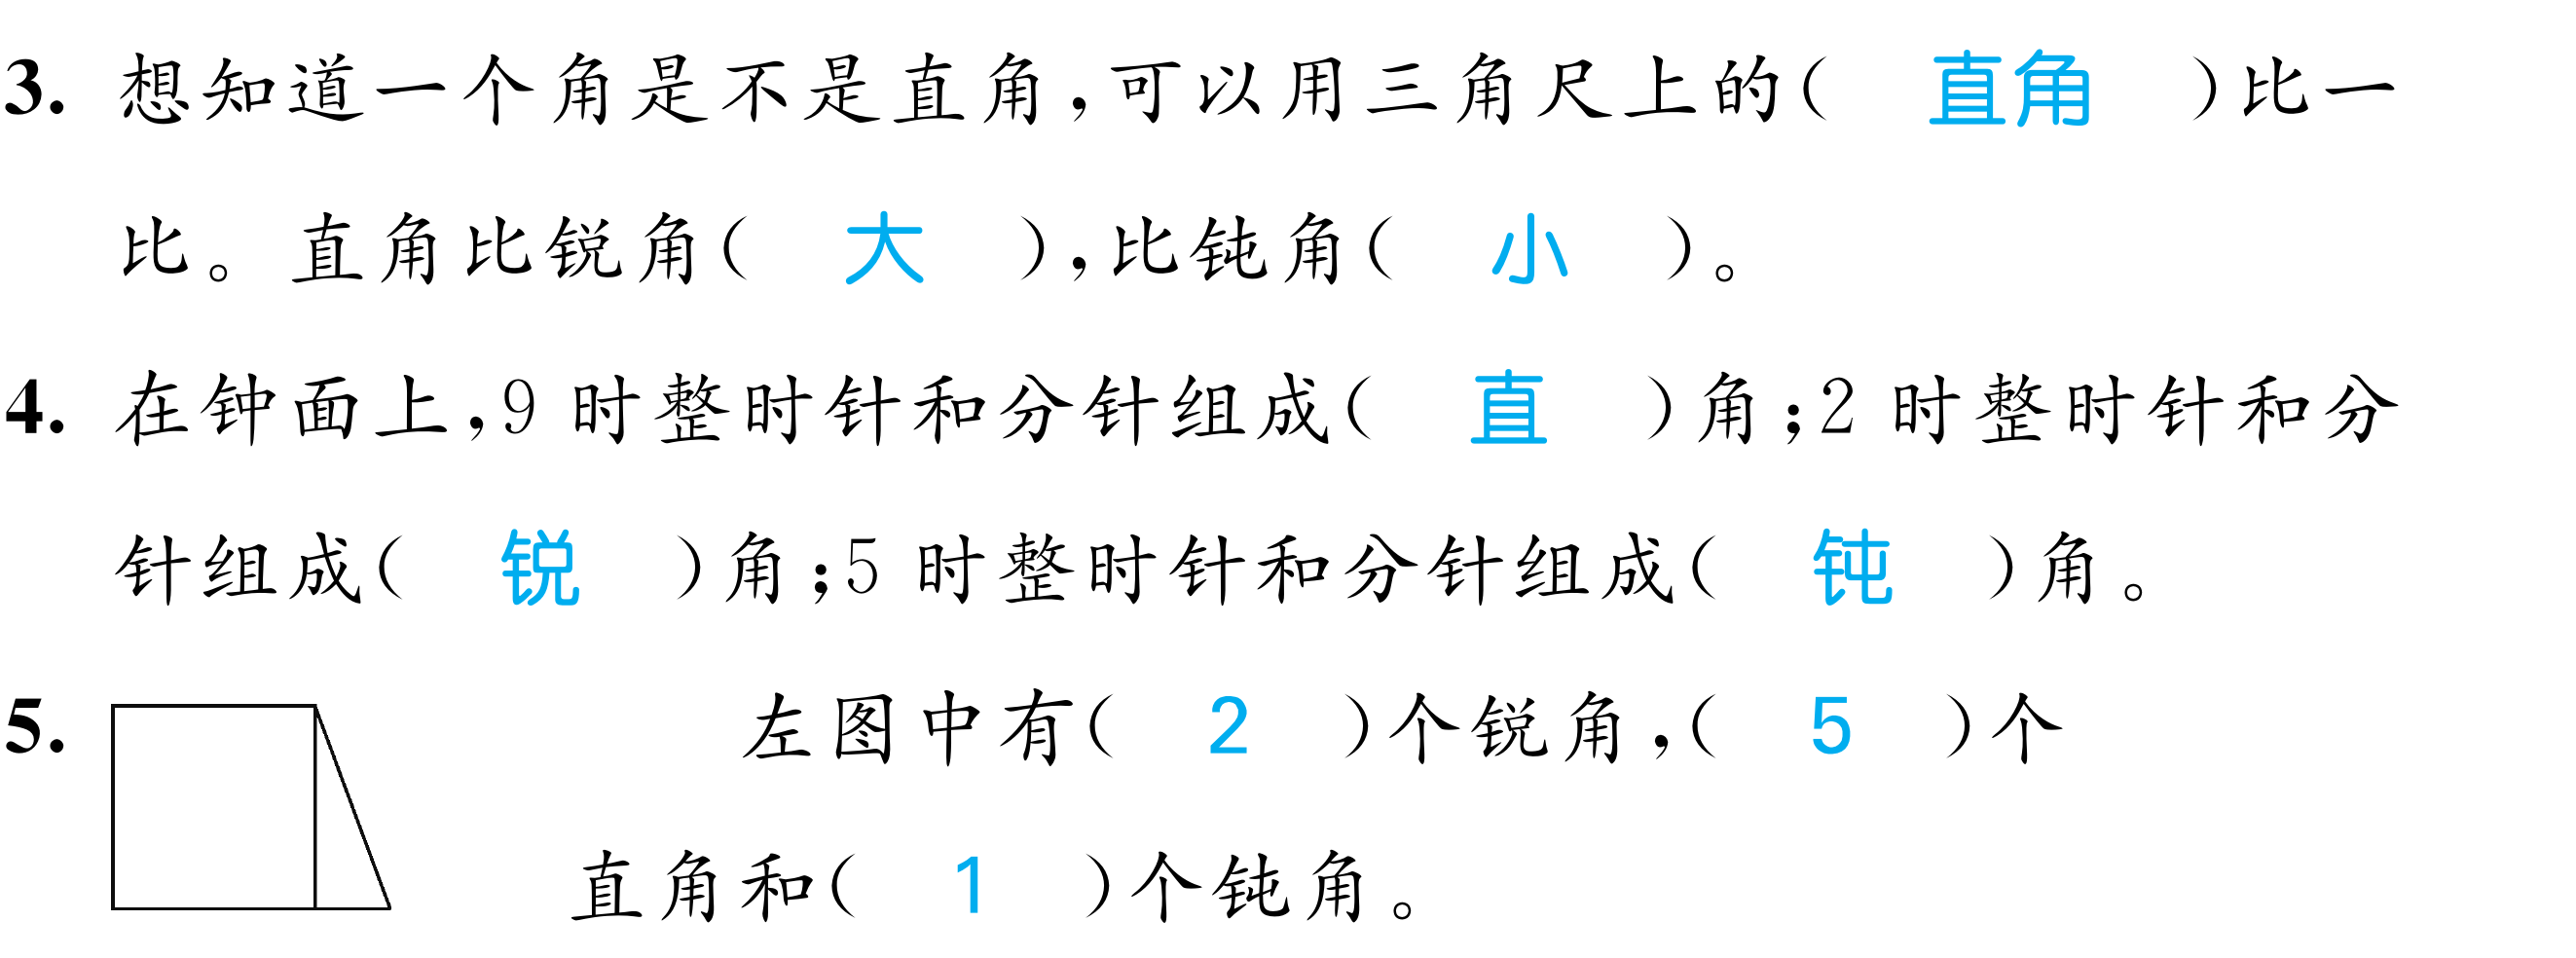 3. 想知道一个角是不是直角,可以用三角尺上的( 直角 )比一
比。直角比锐角( 大 ),比钝角( 小 )。
4. 在钟面上,9 时整时针和分针组成( 直 )角;2 时整时针和分
针组成( 锐 )角;5 时整时针和分针组成( 钝 )角。
5. 左图中有( 2 )个锐角,( 5 )个
直角和( 1 )个钝角。